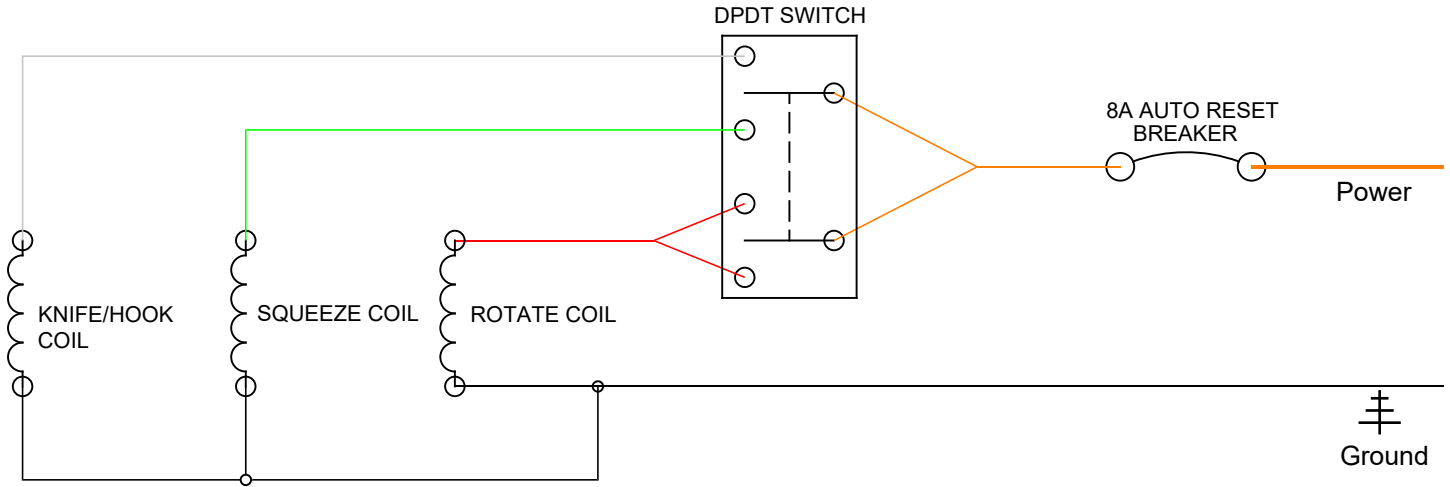 DPDT SWITCH
8A AUTO RESET
BREAKER
Power
KNIFE/HOOK
COIL
SQUEEZE COIL
ROTATE COIL
Ground